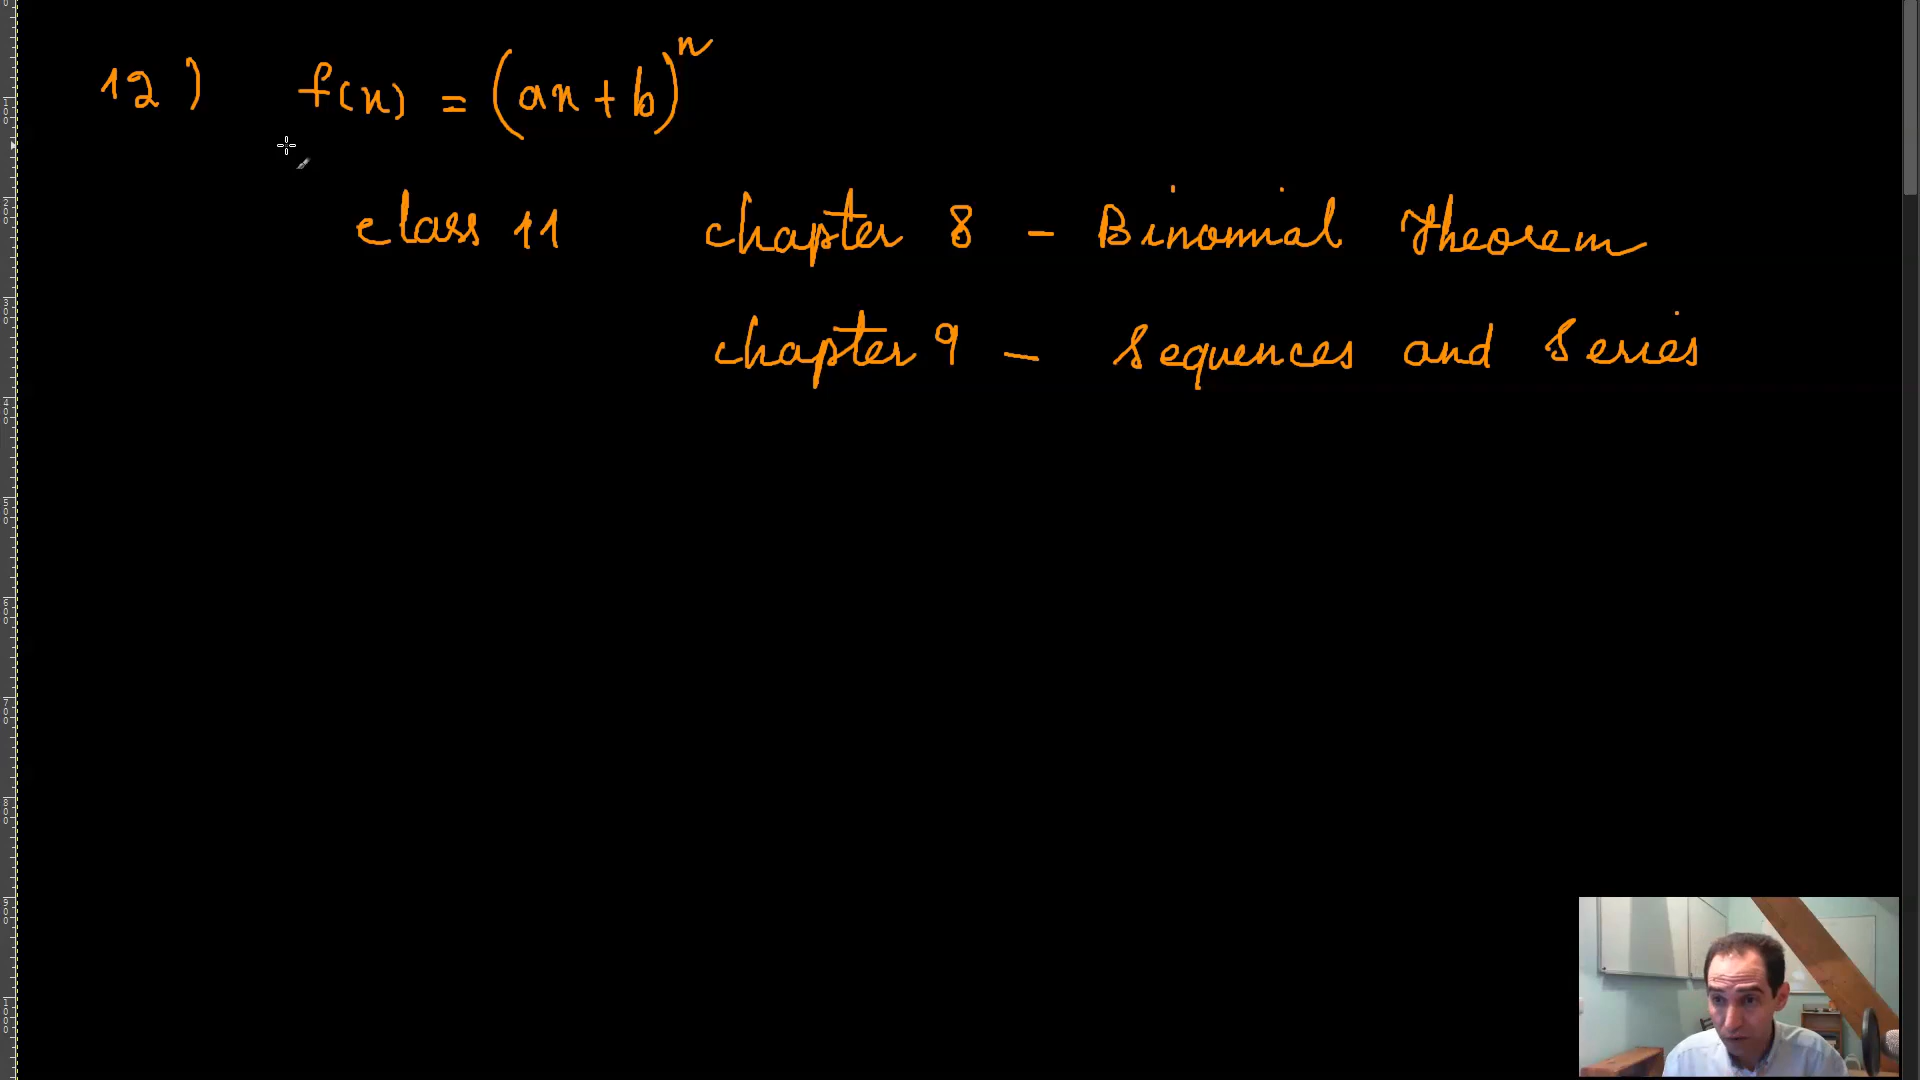 12) f(x) = (ax + b)^n
class 11 chapter 8 - Binomial Theorem
chapter 9 - Sequences and Series